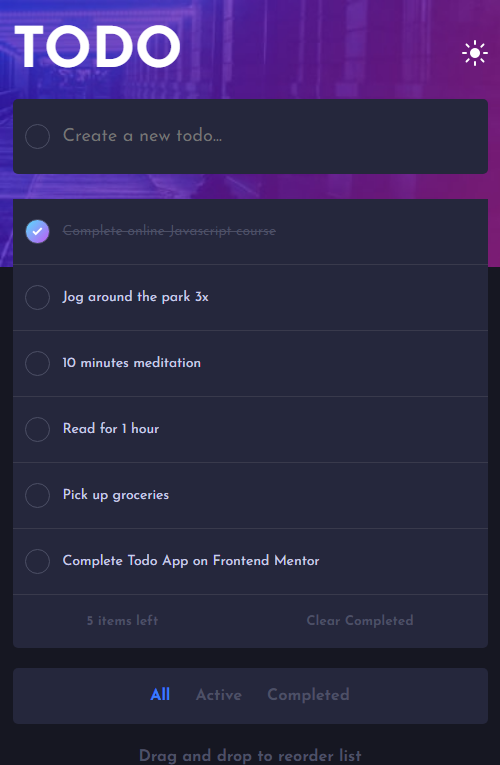 TODO
Create a new todo...
Complete online Javascript course
Jog around the park 3x
10 minutes meditation
Read for 1 hour
Pick up groceries
Complete Todo App on Frontend Mentor
5 items left Clear Completed
All Active Completed
Drag and drop to reorder list